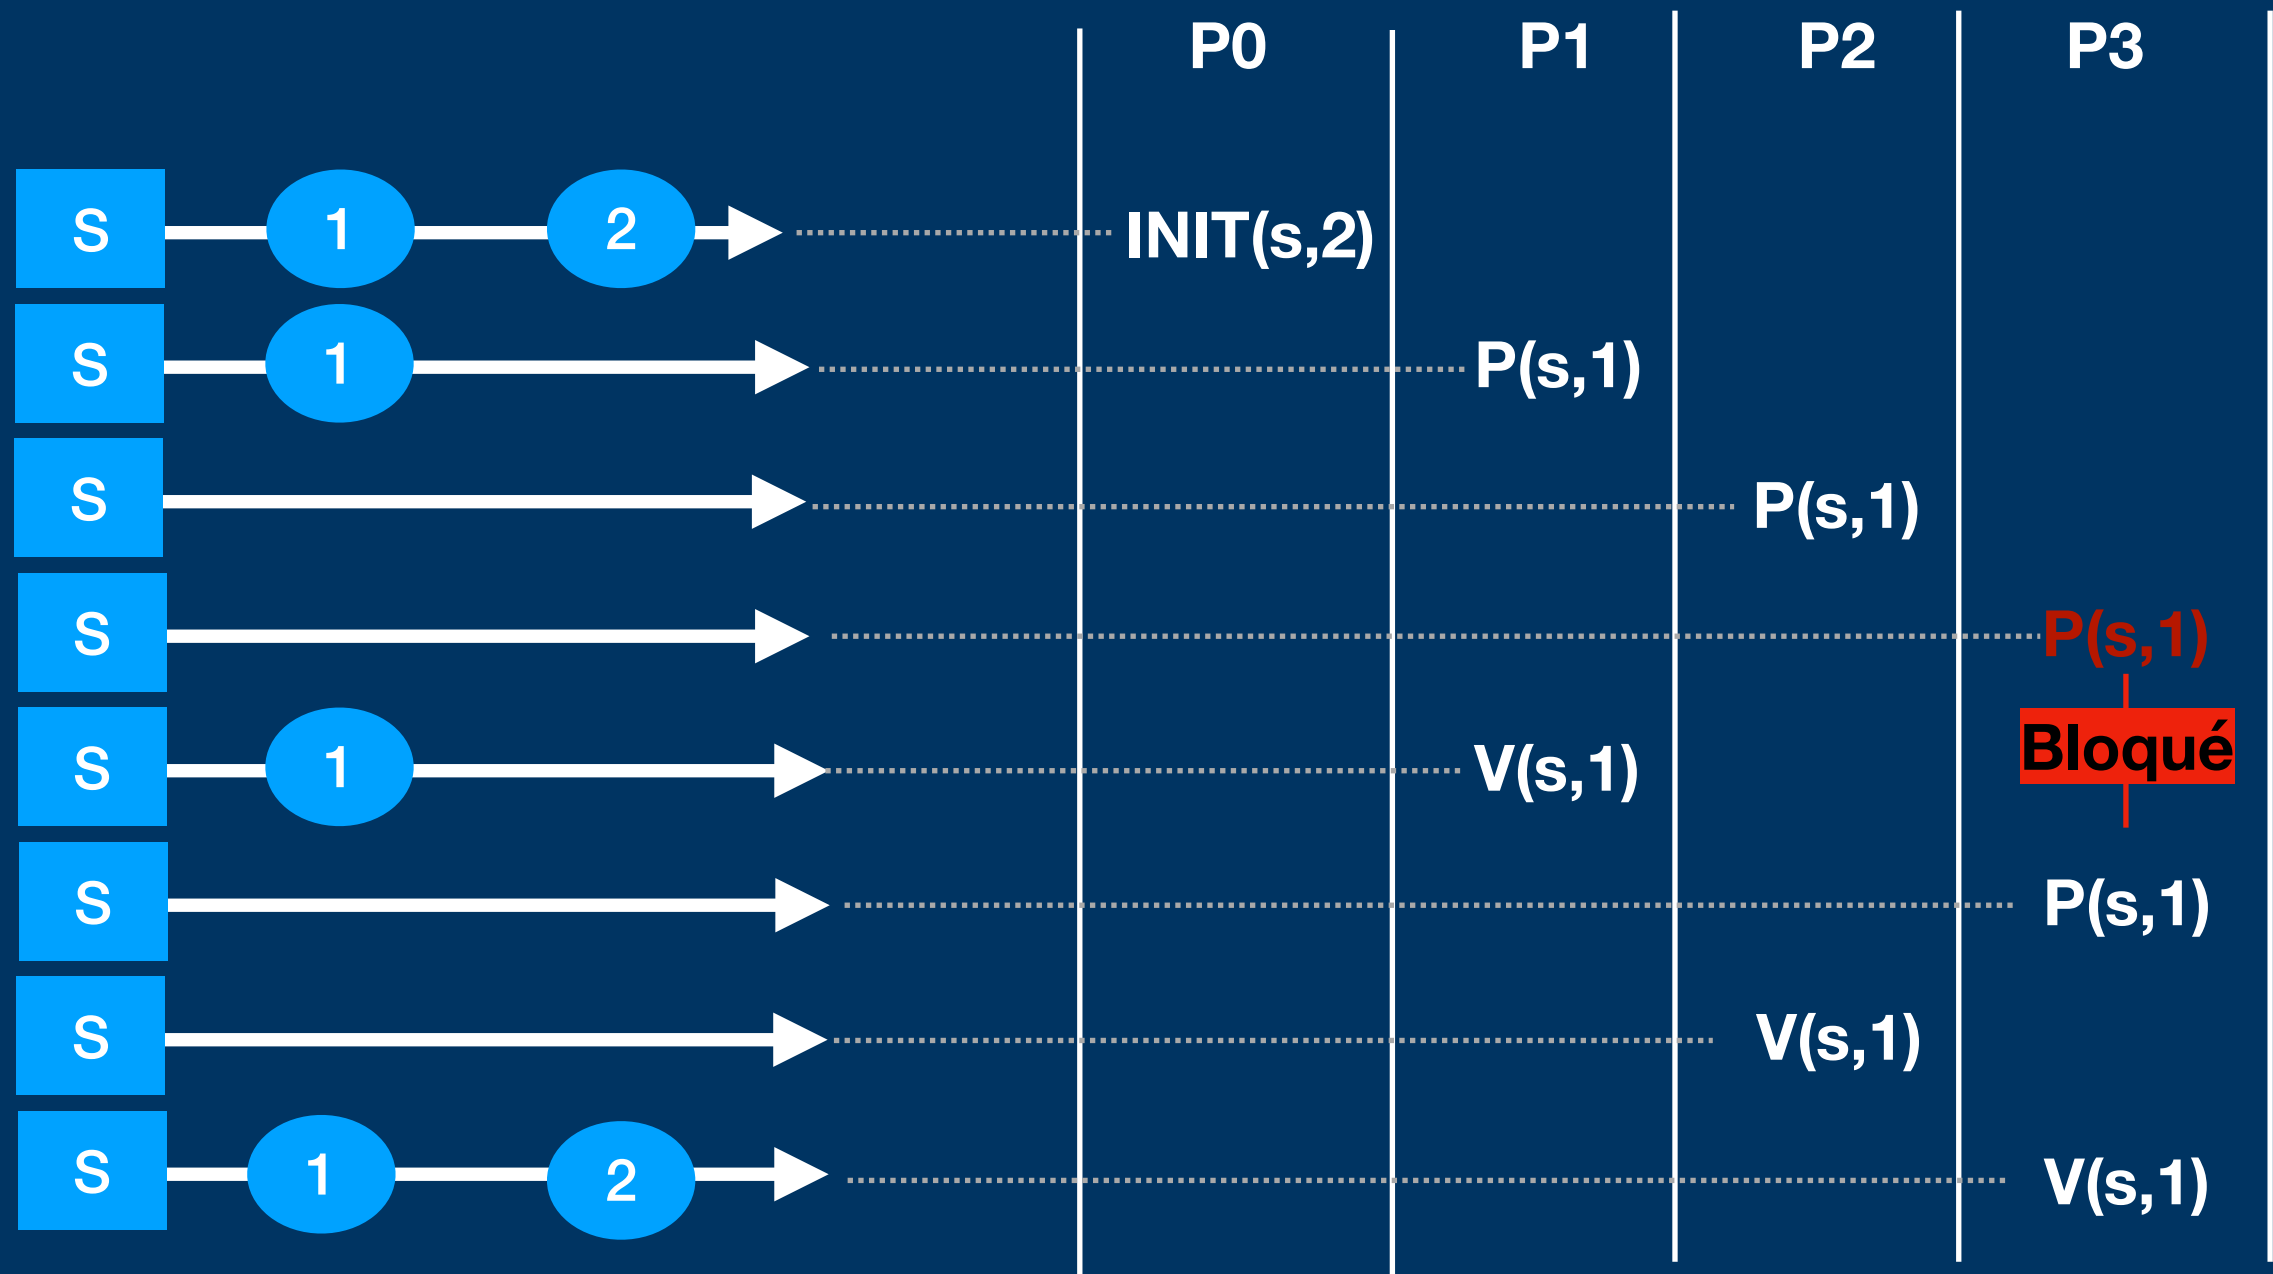 P0 P1 P2 P3
S 1 2 INIT(s,2)
S 1 P(s,1)
S P(s,1)
S P(s,1)
S 1 V(s,1) Bloqué
S P(s,1)
S V(s,1)
S 1 2 V(s,1)